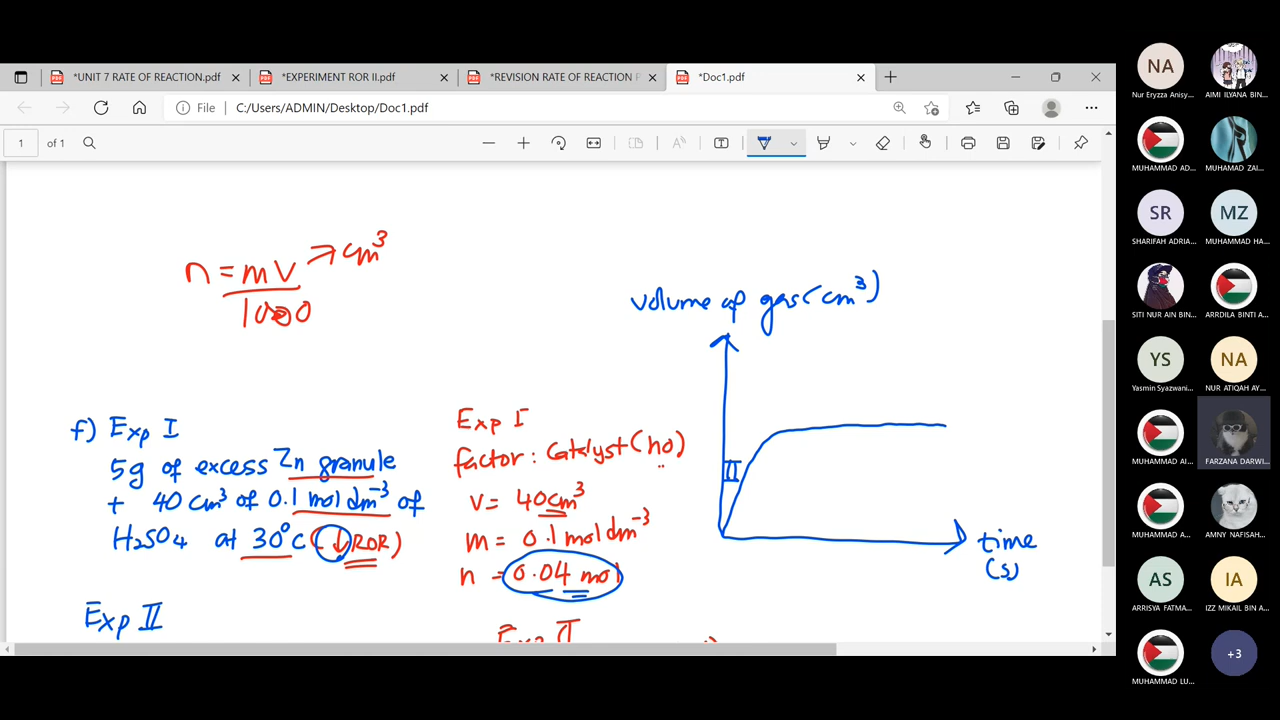 *UNIT 7 RATE OF REACTION.pdf
*EXPERIMENT ROR II.pdf
*REVISION RATE OF REACTION P
*Doc1.pdf
File
C:/Users/ADMIN/Desktop/Doc1.pdf
1
of 1
n = mV → cm³
1000
volume of gas (cm³)
f) Exp I
5g of excess Zn granule
+ 40 cm³ of 0.1 mol dm⁻³ of
H₂SO₄ at 30°c (↓ROR)
Exp I
factor : Catalyst (no)
V = 40cm³
m = 0.1 mol dm⁻³
n = 0.04 mol
II
time
(s)
Exp II
Exp II
NA
Nur Eryzza Anisy...
AIMI ILYANA BIN...
MUHAMMAD AD...
MUHAMAD ZAI...
SR
SHARIFAH ADRIA...
MZ
MUHAMMAD HA...
SITI NUR AIN BIN...
ARRDILA BINTI A...
YS
Yasmin Syazwani...
NA
NUR ATIQAH AY...
MUHAMMAD AI...
FARZANA DARWI...
MUHAMMAD A...
AMNY NAFISAH...
AS
ARRISYA FATMA...
IA
IZZ MIKAIL BIN A...
MUHAMMAD LU...
+3